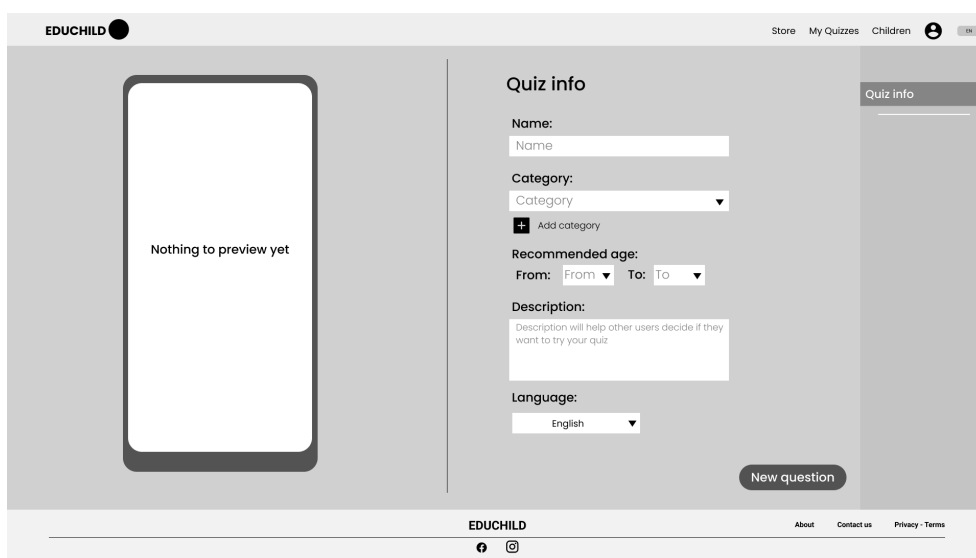 EDUCHILD
Store My Quizzes Children EN
Nothing to preview yet
Quiz info
Name:
Name
Category:
Category
Add category
Recommended age:
From: From To: To
Description:
Description will help other users decide if they
want to try your quiz
Language:
English
New question
Quiz info
EDUCHILD
About Contact us Privacy - Terms